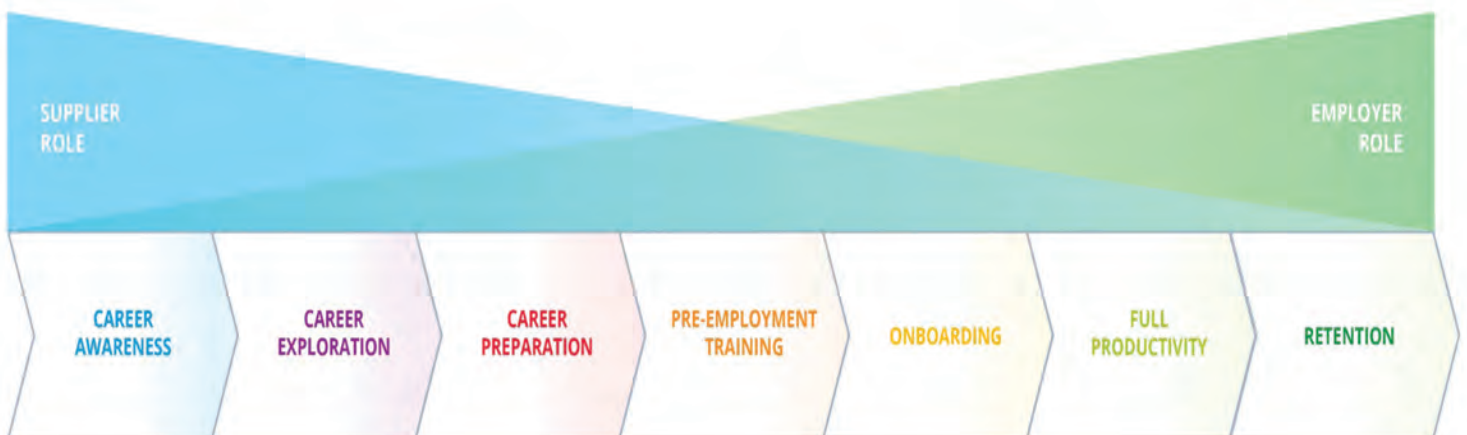 SUPPLIER
ROLE
EMPLOYER
ROLE
CAREER
AWARENESS
CAREER
EXPLORATION
CAREER
PREPARATION
PRE-EMPLOYMENT
TRAINING
ONBOARDING
FULL
PRODUCTIVITY
RETENTION